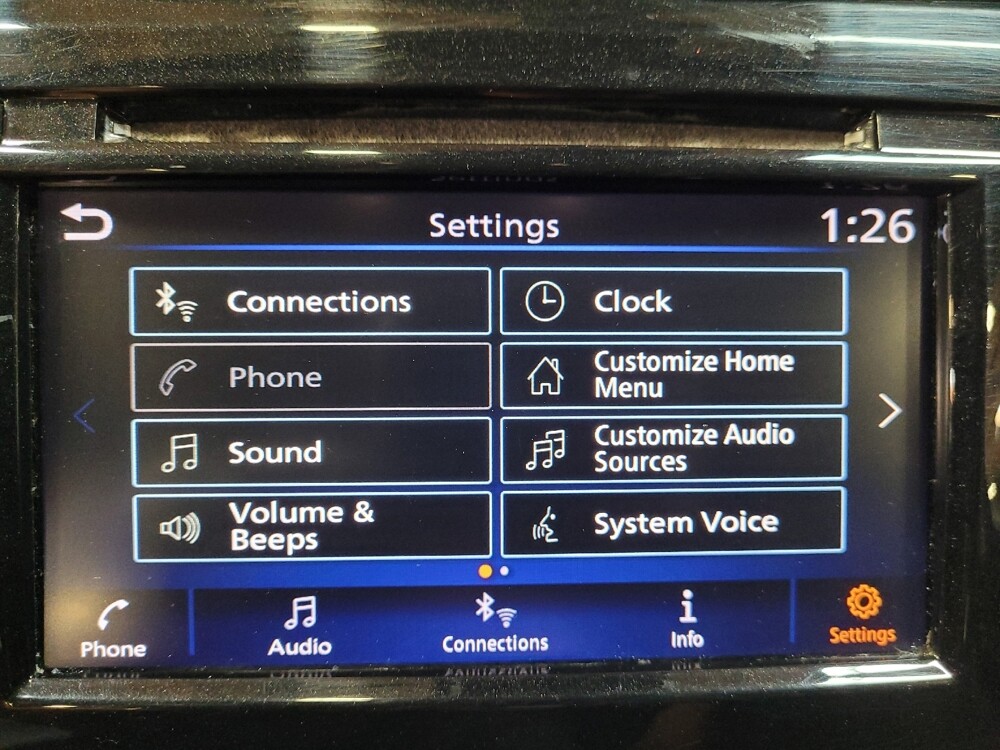 Settings
1:26
Connections
Clock
Phone
Customize Home
Menu
Sound
Customize Audio
Sources
Volume &
Beeps
System Voice
Phone
Audio
Connections
Info
Settings